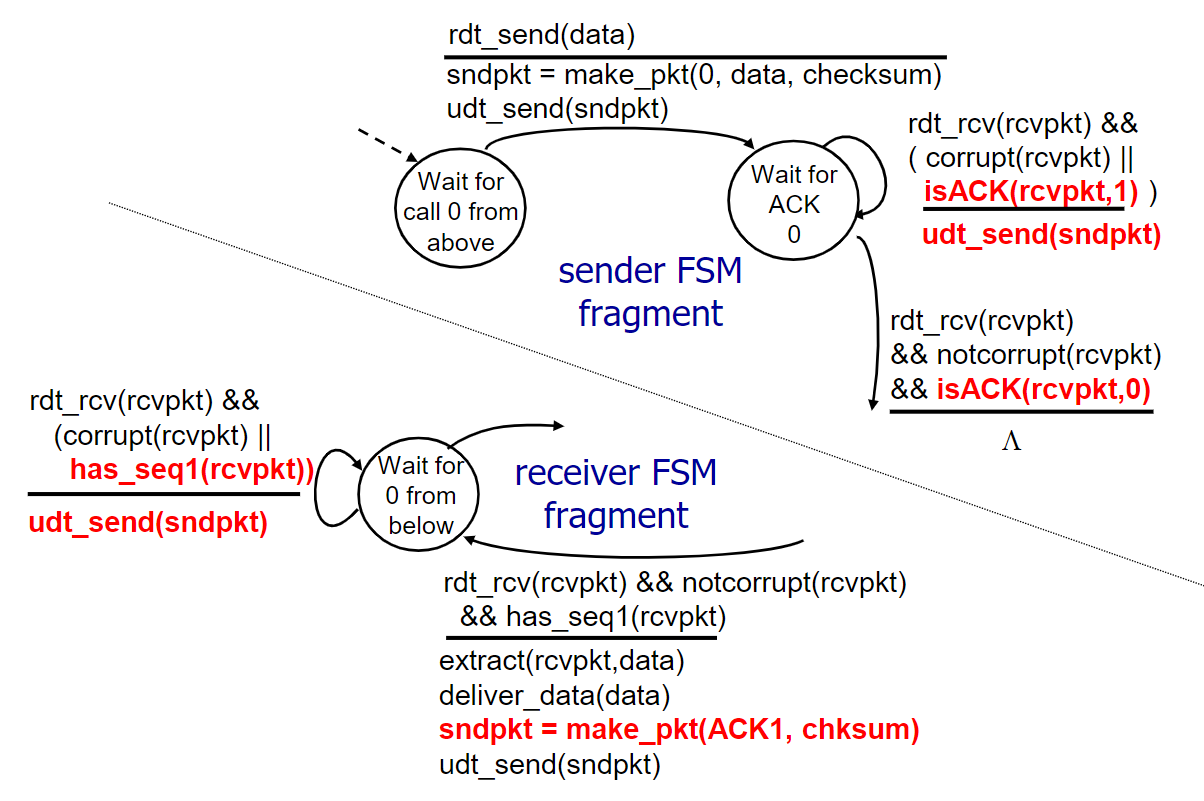 rdt_send(data)
sndpkt = make_pkt(0, data, checksum)
udt_send(sndpkt)
rdt_rcv(rcvpkt) &&
( corrupt(rcvpkt) ||
isACK(rcvpkt,1) )
udt_send(sndpkt)
Wait for
call 0 from
above
Wait for
ACK
0
sender FSM
fragment
rdt_rcv(rcvpkt)
&& notcorrupt(rcvpkt)
&& isACK(rcvpkt,0)
Λ
rdt_rcv(rcvpkt) &&
(corrupt(rcvpkt) ||
has_seq1(rcvpkt))
udt_send(sndpkt)
Wait for
0 from
below
receiver FSM
fragment
rdt_rcv(rcvpkt) && notcorrupt(rcvpkt)
&& has_seq1(rcvpkt)
extract(rcvpkt,data)
deliver_data(data)
sndpkt = make_pkt(ACK1, chksum)
udt_send(sndpkt)